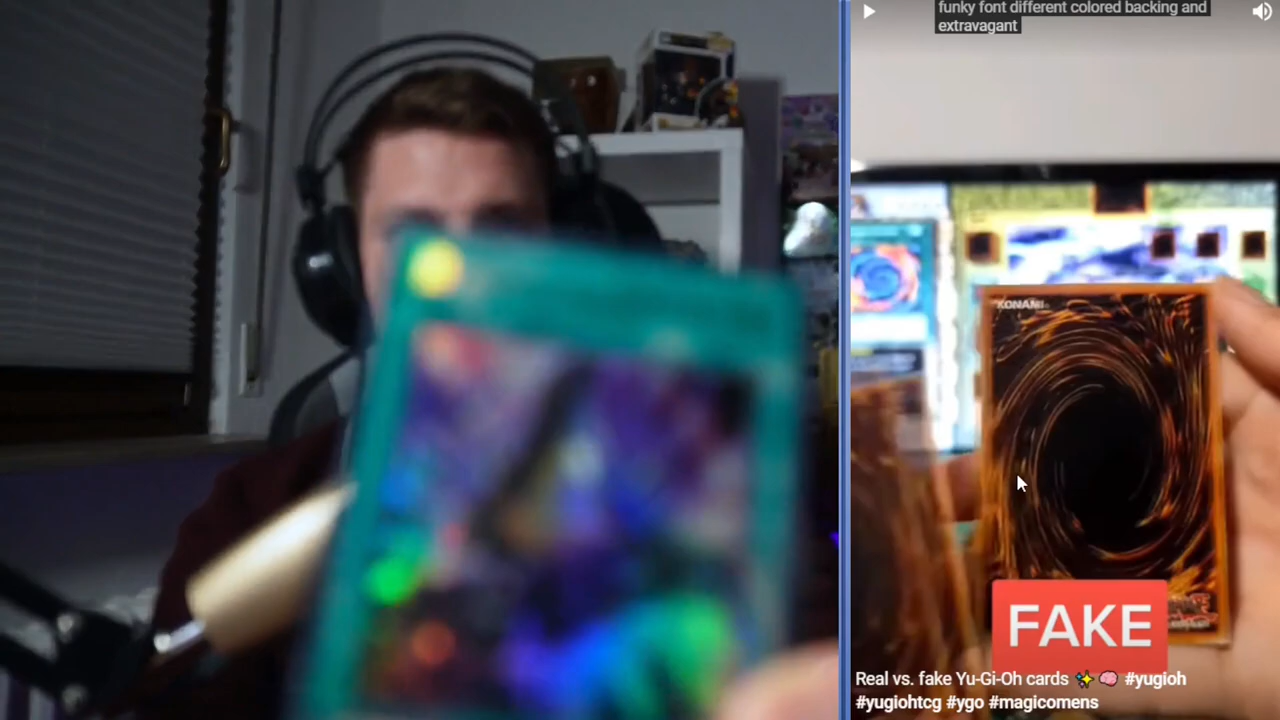 funky font different colored backing and
extravagant
KONAMI
FAKE
Real vs. fake Yu-Gi-Oh cards ✨🧠 #yugioh
#yugiohtcg #ygo #magicomens